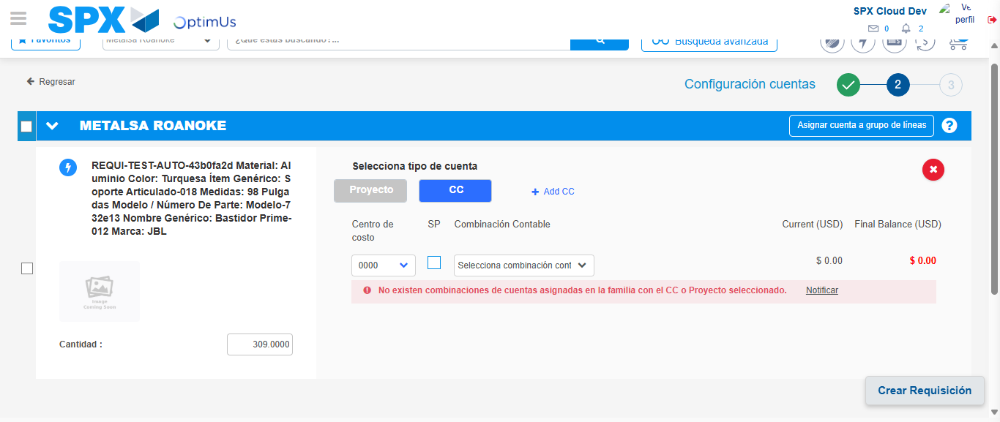 SPX
OptimUs
SPX Cloud Dev
Ve
perfil
0
2
Favoritos
Metalsa Roanoke
¿Qué estás buscando?...
Búsqueda avanzada
Regresar
Configuración cuentas
2
3
METALSA ROANOKE
Asignar cuenta a grupo de líneas
?
REQUI-TEST-AUTO-43b0fa2d Material: Al
uminio Color: Turquesa Ítem Genérico: S
oporte Articulado-018 Medidas: 98 Pulga
das Modelo / Número De Parte: Modelo-7
32e13 Nombre Genérico: Bastidor Prime-
012 Marca: JBL
Image
Coming Soon
Cantidad :
309.0000
Selecciona tipo de cuenta
Proyecto
CC
+ Add CC
Centro de
costo
SP
Combinación Contable
Current (USD)
Final Balance (USD)
0000
Selecciona combinación cont
$ 0.00
$ 0.00
No existen combinaciones de cuentas asignadas en la familia con el CC o Proyecto seleccionado.
Notificar
Crear Requisición